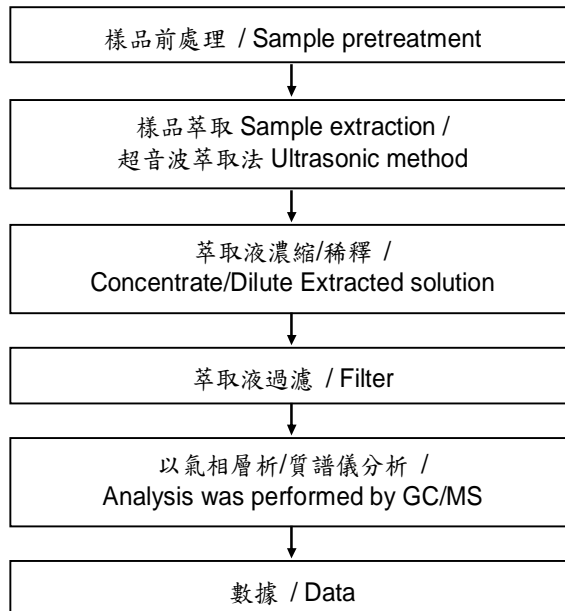 樣品前處理 / Sample pretreatment
樣品萃取 Sample extraction /
超音波萃取法 Ultrasonic method
萃取液濃縮/稀釋 /
Concentrate/Dilute Extracted solution
萃取液過濾 / Filter
以氣相層析/質譜儀分析 /
Analysis was performed by GC/MS
數據 / Data